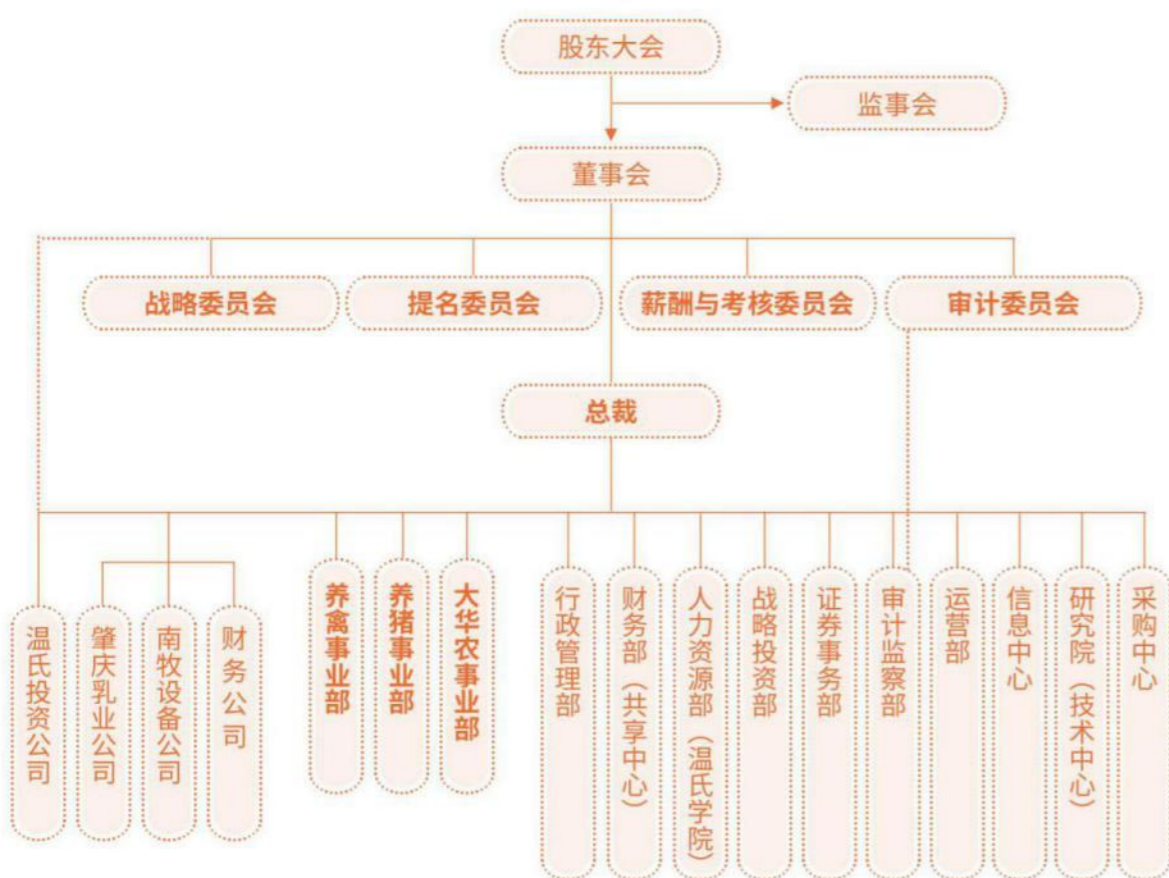 股东大会
监事会
董事会
战略委员会
提名委员会
薪酬与考核委员会
审计委员会
总裁
温氏投资公司
肇庆乳业公司
南牧设备公司
财务公司
养禽事业部
养猪事业部
大华农事业部
行政管理部
财务部（共享中心）
人力资源部（温氏学院）
战略投资部
证券事务部
审计监察部
运营部
信息中心
研究院（技术中心）
采购中心